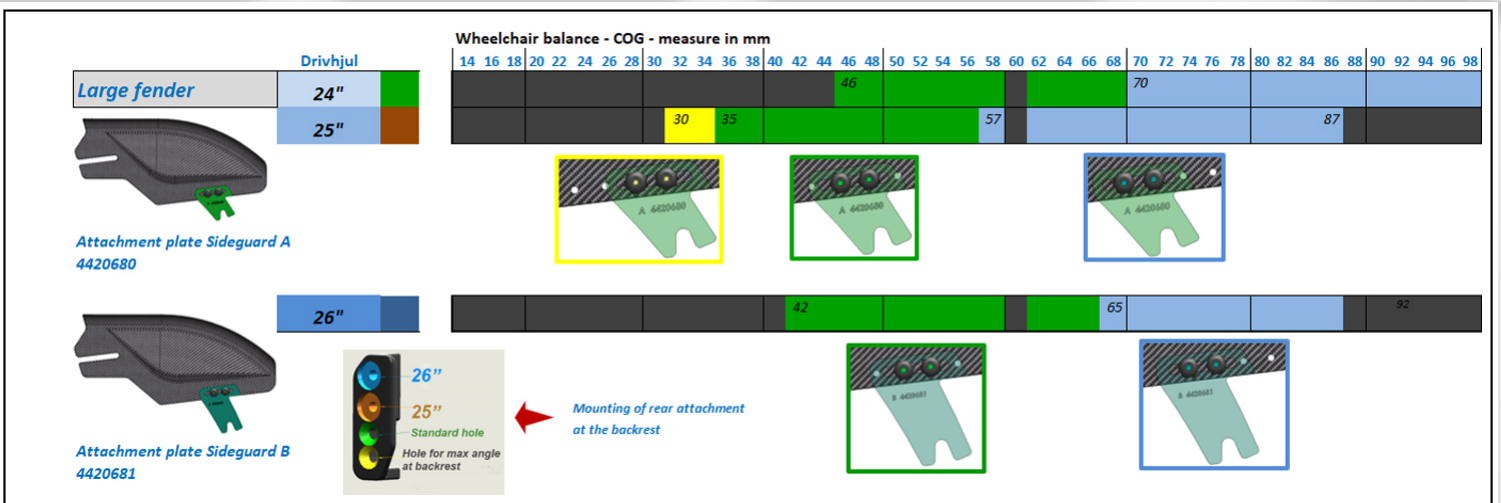 Wheelchair balance - COG - measure in mm
Drivhjul
14 16 18 20 22 24 26 28 30 32 34 36 38 40 42 44 46 48 50 52 54 56 58 60 62 64 66 68 70 72 74 76 78 80 82 84 86 88 90 92 94 96 98
Large fender
24"
46
70
25"
30
35
57
87
A 4420680
A 4420680
A 4420680
Attachment plate Sideguard A
4420680
26"
42
65
92
26”
25”
Standard hole
Hole for max angle
at backrest
Mounting of rear attachment
at the backrest
B 4420681
B 4420681
Attachment plate Sideguard B
4420681